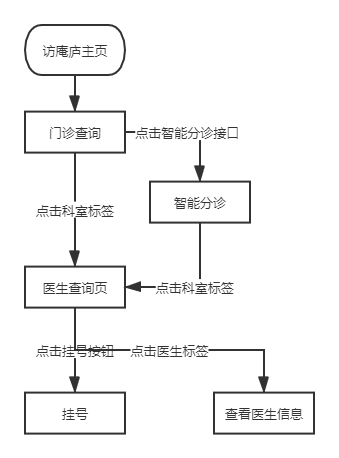 访庵庐主页
门诊查询
点击智能分诊接口
智能分诊
点击科室标签
医生查询页
点击科室标签
点击挂号按钮
点击医生标签
挂号
查看医生信息